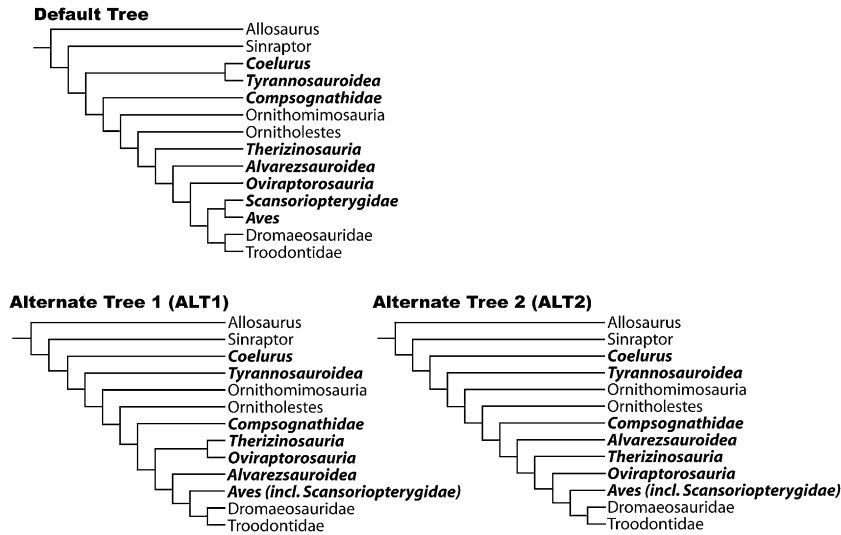 Default Tree
Allosaurus
Sinraptor
Coelurus
Tyrannosauroidea
Compsognathidae
Ornithomimosauria
Ornitholestes
Therizinosauria
Alvarezsauroidea
Oviraptorosauria
Scansoriopterygidae
Aves
Dromaeosauridae
Troodontidae
Alternate Tree 1 (ALT1)
Allosaurus
Sinraptor
Coelurus
Tyrannosauroidea
Ornithomimosauria
Ornitholestes
Compsognathidae
Therizinosauria
Oviraptorosauria
Alvarezsauroidea
Aves (incl. Scansoriopterygidae)
Dromaeosauridae
Troodontidae
Alternate Tree 2 (ALT2)
Allosaurus
Sinraptor
Coelurus
Tyrannosauroidea
Ornithomimosauria
Ornitholestes
Compsognathidae
Alvarezsauroidea
Therizinosauria
Oviraptorosauria
Aves (incl. Scansoriopterygidae)
Dromaeosauridae
Troodontidae